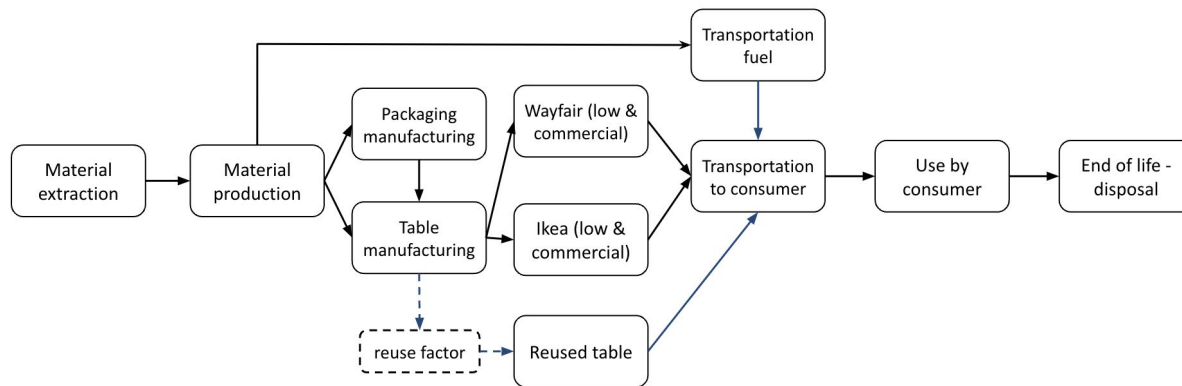 Transportation
fuel
Packaging
manufacturing
Wayfair (low &
commercial)
Material
extraction
Material
production
Transportation
to consumer
Use by
consumer
End of life -
disposal
Table
manufacturing
Ikea (low &
commercial)
reuse factor
Reused table